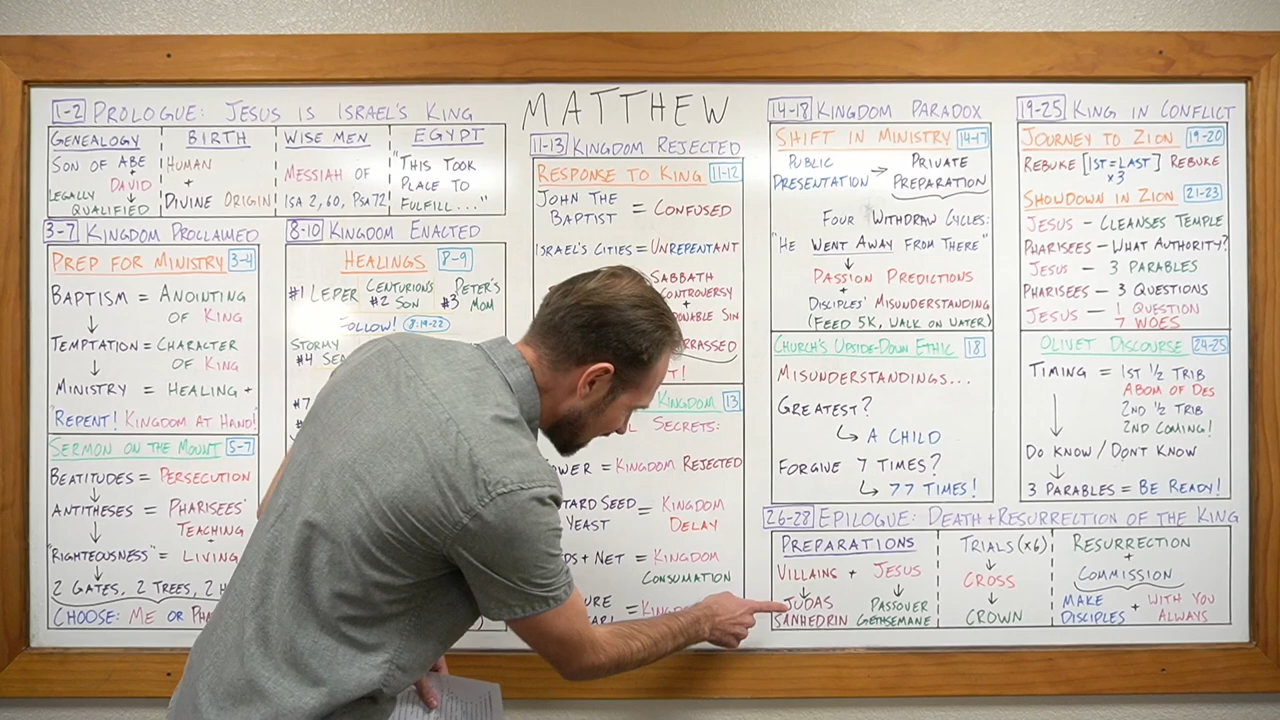 MATTHEW
1-2 PROLOGUE: JESUS IS ISRAEL'S KING
GENEALOGY
SON OF ABE
+
DAVID
LEGALLY
QUALIFIED
BIRTH
HUMAN
+
DIVINE ORIGIN
WISE MEN
MESSIAH OF
ISA 2, 60, PSM 72
EGYPT
"THIS TOOK
PLACE TO
FULFILL..."
3-7 KINGDOM PROCLAIMED
PREP FOR MINISTRY 3-4
BAPTISM = ANOINTING
OF KING
TEMPTATION = CHARACTER
OF KING
MINISTRY = HEALING +
"REPENT! KINGDOM AT HAND!"
SERMON ON THE MOUNT 5-7
BEATITUDES = PERSECUTION
ANTITHESES = PHARISEES'
TEACHING
"RIGHTEOUSNESS" = LIVING
2 GATES, 2 TREES, 2
CHOOSE: ME OR
8-10 KINGDOM ENACTED
HEALINGS 8-9
#1 LEPER
CENTURIONS
#2 SON
PETER'S
#3 MOM
FOLLOW! 8:19-22
STORMY
#4
#7
11-13 KINGDOM REJECTED
RESPONSE TO KING 11-12
JOHN THE
BAPTIST = CONFUSED
ISRAEL'S CITIES = UNREPENTANT
SABBATH
CONTROVERSY
+
SIN
KINGDOM 13
SECRETS:
= KINGDOM REJECTED
SEED
YEAST = KINGDOM
DELAY
+ NET = KINGDOM
CONSUMATION
=
14-18 KINGDOM PARADOX
SHIFT IN MINISTRY 14-17
PUBLIC
PRESENTATION → PRIVATE
PREPARATION
FOUR WITHDRAW CYCLES:
"HE WENT AWAY FROM THERE"
PASSION PREDICTIONS
+
DISCIPLES' MISUNDERSTANDING
(FEED 5K, WALK ON WATER)
CHURCH'S UPSIDE-DOWN ETHIC 18
MISUNDERSTANDINGS...
GREATEST?
A CHILD
FORGIVE 7 TIMES?
77 TIMES!
19-25 KING IN CONFLICT
JOURNEY TO ZION 19-20
REBUKE [1ST=LAST] REBUKE
x3
SHOWDOWN IN ZION 21-23
JESUS – CLEANSES TEMPLE
PHARISEES – WHAT AUTHORITY?
JESUS – 3 PARABLES
PHARISEES – 3 QUESTIONS
JESUS – 1 QUESTION
7 WOES
OLIVET DISCOURSE 24-25
TIMING = 1ST 1/2 TRIB
ABOM OF DES
2ND 1/2 TRIB
2ND COMING!
DO KNOW / DON'T KNOW
3 PARABLES = BE READY!
26-28 EPILOGUE: DEATH + RESURRECTION OF THE KING
PREPARATIONS
VILLAINS + JESUS
JUDAS
SANHEDRIN
PASSOVER
GETHSEMANE
TRIALS (x6)
CROSS
CROWN
RESURRECTION
+
COMMISSION
MAKE
DISCIPLES + WITH YOU
ALWAYS